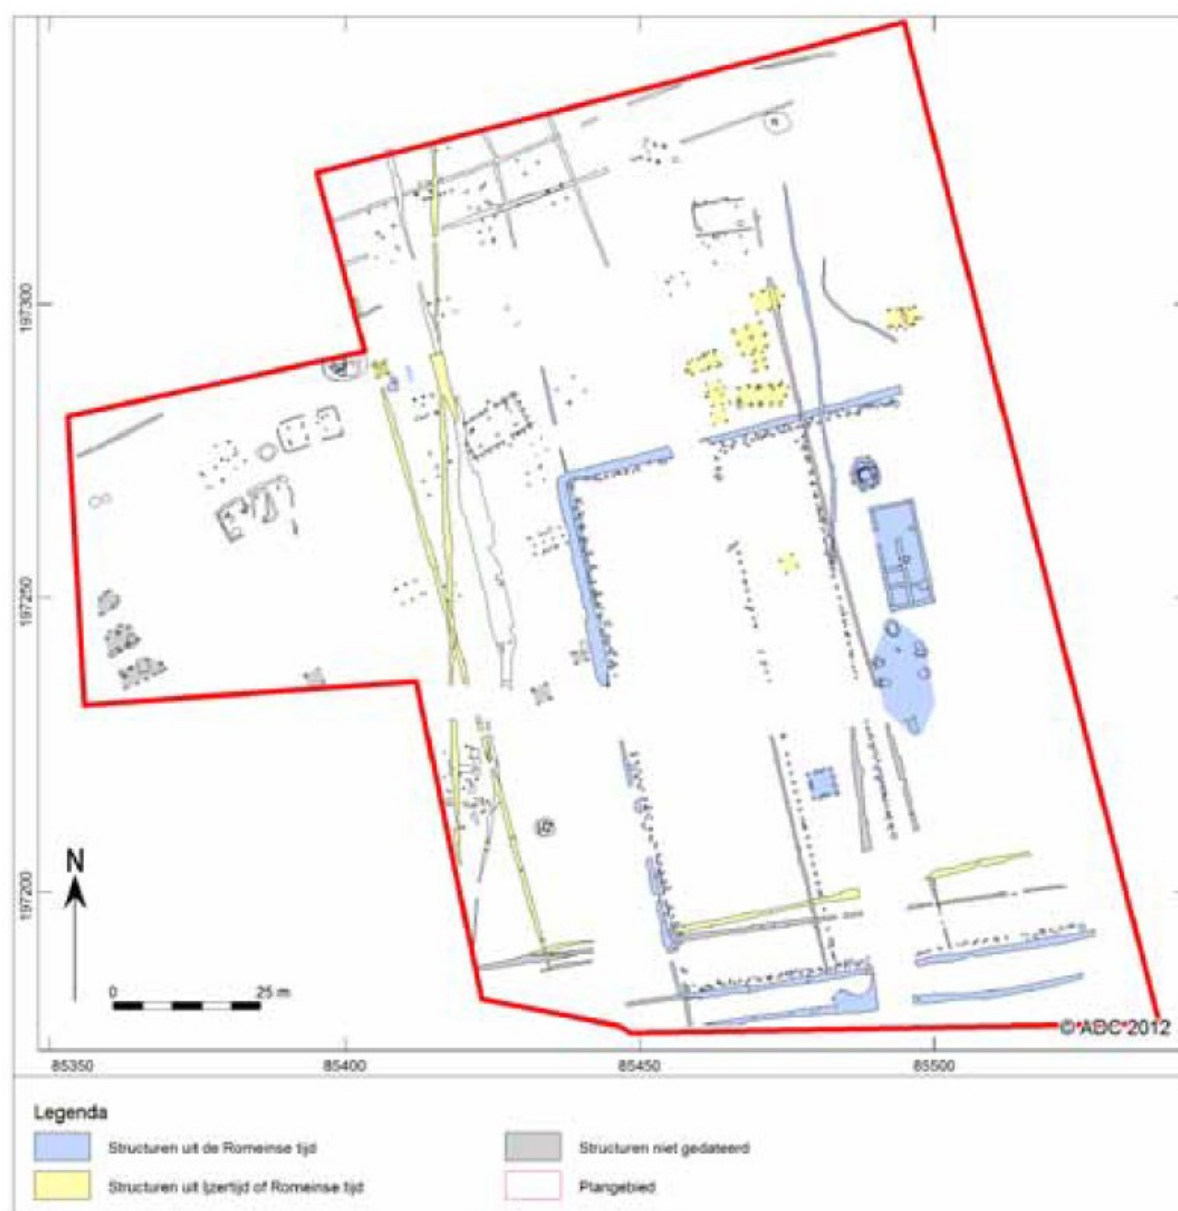 197300
197250
197200
N
0 25 m
© ADC 2012
85350 85400 85450 85500
Legenda
Structuren uit de Romeinse tijd
Structuren niet gedateerd
Structuren uit Ijzertijd of Romeinse tijd
Plangebied